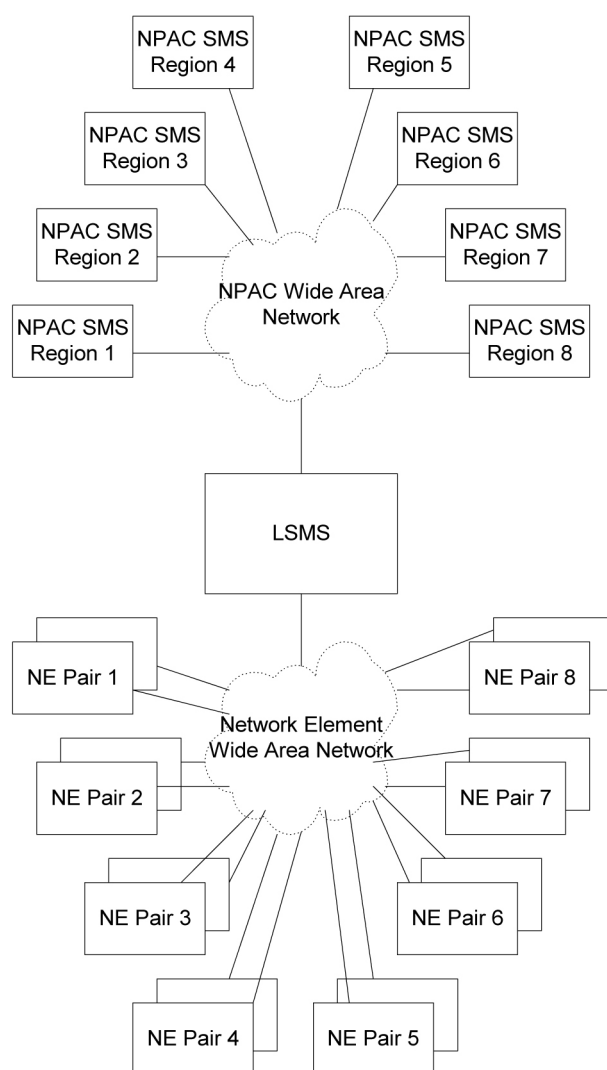 NPAC SMS
Region 4
NPAC SMS
Region 5
NPAC SMS
Region 3
NPAC SMS
Region 6
NPAC SMS
Region 2
NPAC SMS
Region 7
NPAC SMS
Region 1
NPAC Wide Area
Network
NPAC SMS
Region 8
LSMS
NE Pair 1
NE Pair 8
Network Element
Wide Area Network
NE Pair 2
NE Pair 7
NE Pair 3
NE Pair 6
NE Pair 4
NE Pair 5